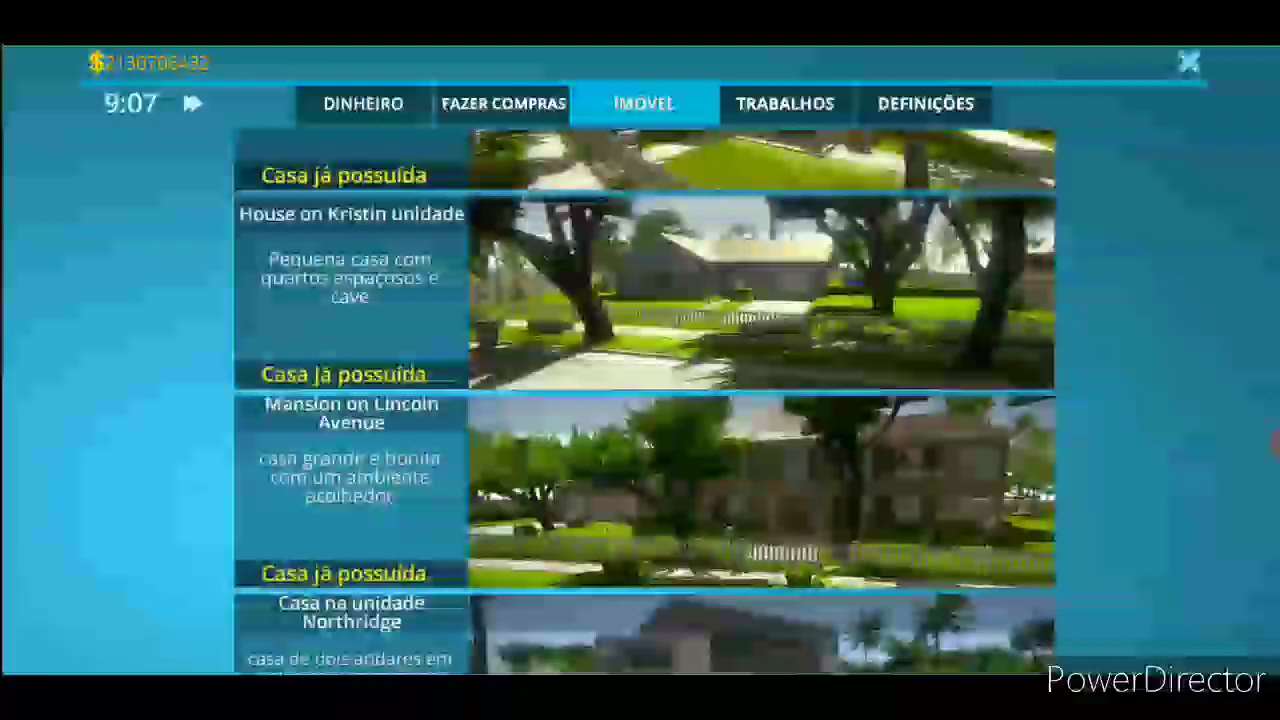 $2130706432
9:07
DINHEIRO
FAZER COMPRAS
IMÓVEL
TRABALHOS
DEFINIÇÕES
Casa já possuída
House on Kristin unidade
Pequena casa com
quartos espaçosos e
cave
Casa já possuída
Mansion on Lincoln
Avenue
casa grande e bonita
com um ambiente
acolhedor
Casa já possuída
Casa na unidade
Northridge
casa de dois andares em
PowerDirector